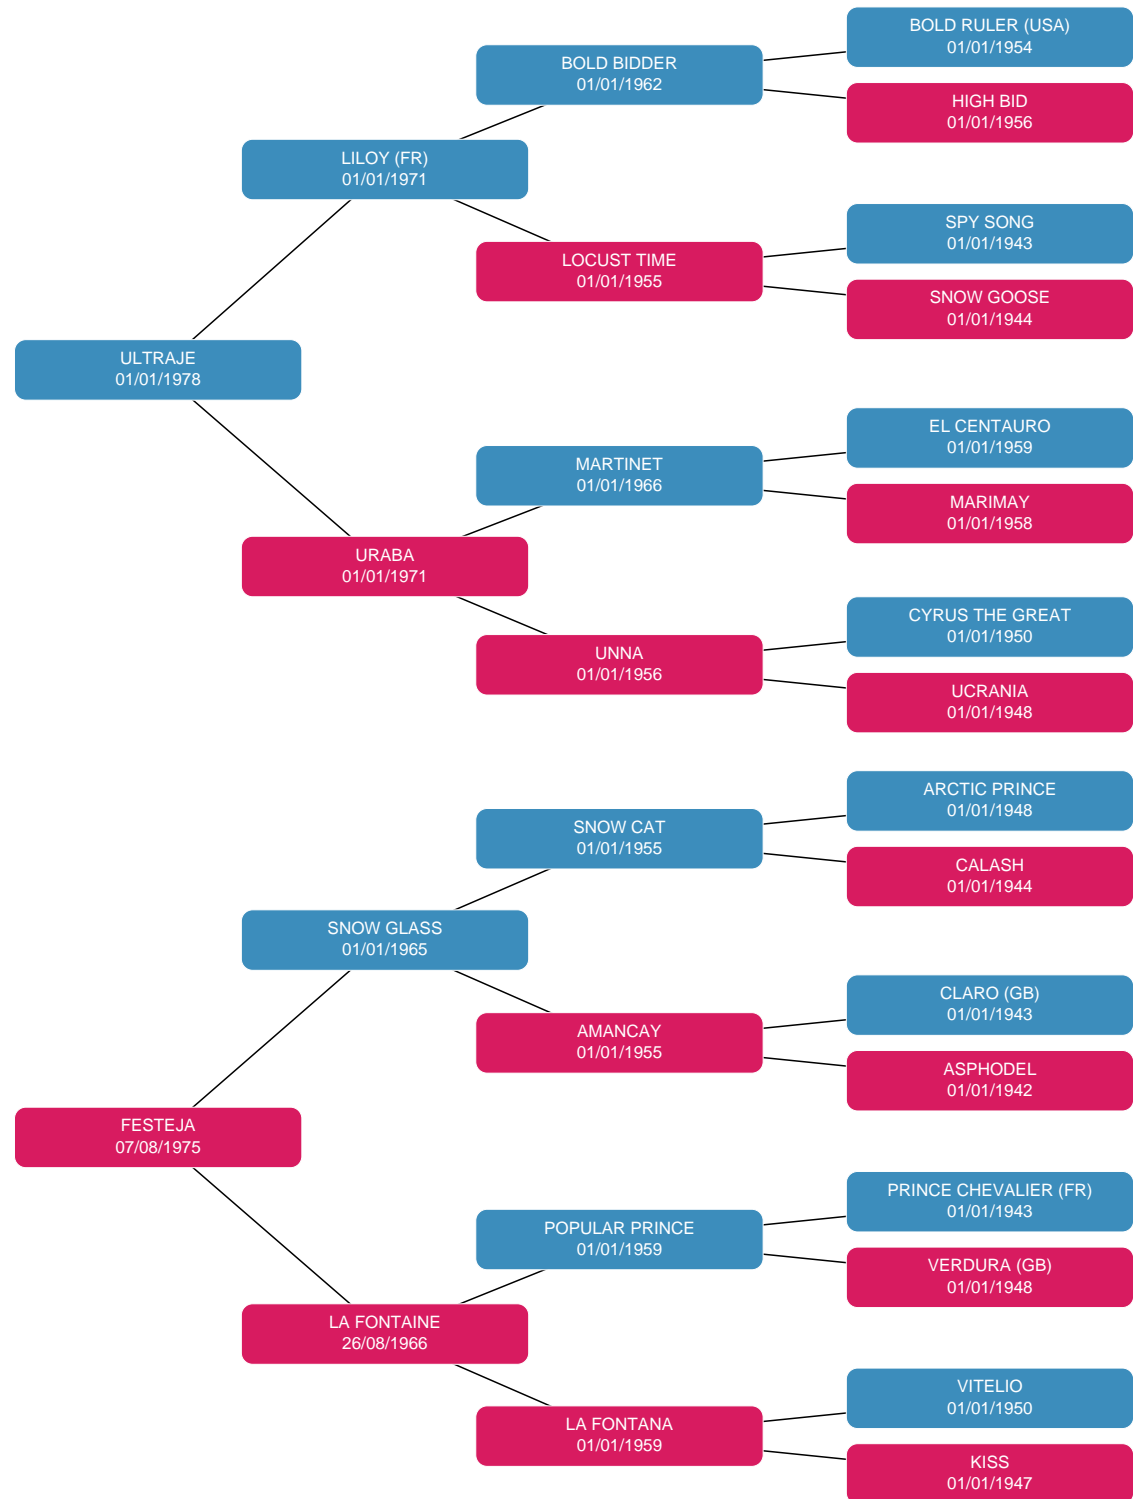 BOLD RULER (USA)
01/01/1954
BOLD BIDDER
01/01/1962
HIGH BID
01/01/1956
LILOY (FR)
01/01/1971
SPY SONG
01/01/1943
LOCUST TIME
01/01/1955
SNOW GOOSE
01/01/1944
ULTRAJE
01/01/1978
EL CENTAURO
01/01/1959
MARTINET
01/01/1966
MARIMAY
01/01/1958
URABA
01/01/1971
CYRUS THE GREAT
01/01/1950
UNNA
01/01/1956
UCRANIA
01/01/1948
ARCTIC PRINCE
01/01/1948
SNOW CAT
01/01/1955
CALASH
01/01/1944
SNOW GLASS
01/01/1965
CLARO (GB)
01/01/1943
AMANCAY
01/01/1955
ASPHODEL
01/01/1942
FESTEJA
07/08/1975
PRINCE CHEVALIER (FR)
01/01/1943
POPULAR PRINCE
01/01/1959
VERDURA (GB)
01/01/1948
LA FONTAINE
26/08/1966
VITELIO
01/01/1950
LA FONTANA
01/01/1959
KISS
01/01/1947